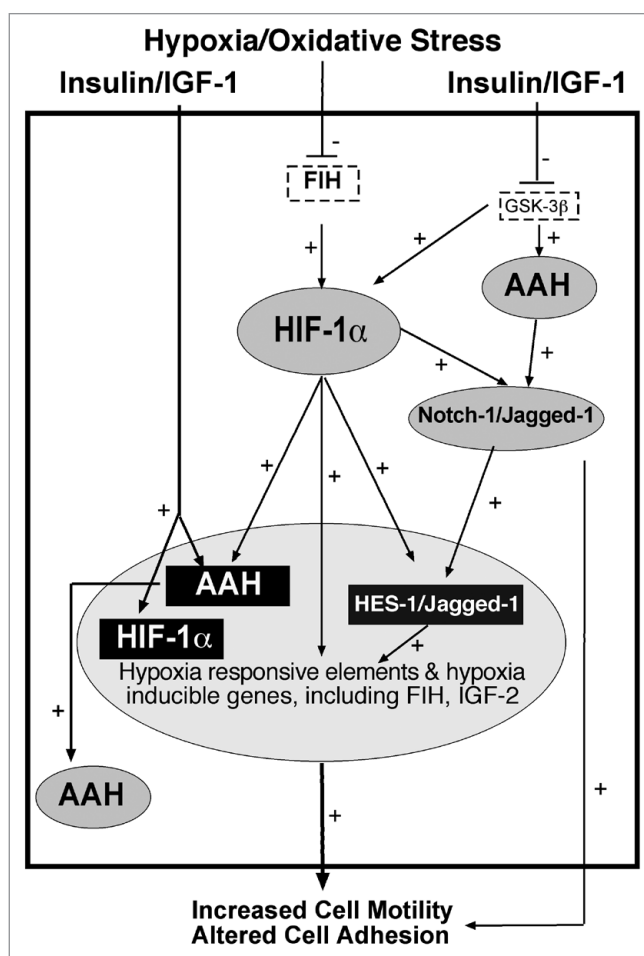 Hypoxia/Oxidative Stress
Insulin/IGF-1
Insulin/IGF-1
-
-
FIH
GSK-3β
+
+
+
AAH
HIF-1α
+
+
Notch-1/Jagged-1
+
+
+
+
+
AAH
HES-1/Jagged-1
HIF-1α
+
Hypoxia responsive elements & hypoxia
inducible genes, including FIH, IGF-2
+
AAH
+
+
Increased Cell Motility
Altered Cell Adhesion